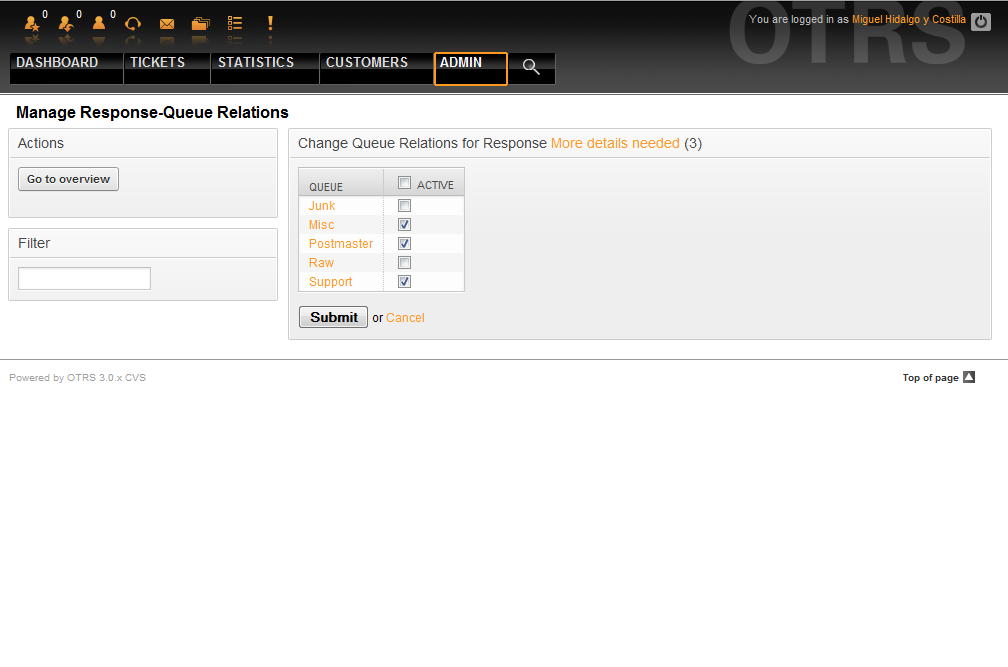 0 0 0
You are logged in as Miguel Hidalgo y Costilla
OTRS
DASHBOARD TICKETS STATISTICS CUSTOMERS ADMIN
Manage Response-Queue Relations
Actions
Go to overview
Filter
Change Queue Relations for Response More details needed (3)
QUEUE ACTIVE
Junk
Misc
Postmaster
Raw
Support
Submit or Cancel
Powered by OTRS 3.0.x CVS
Top of page